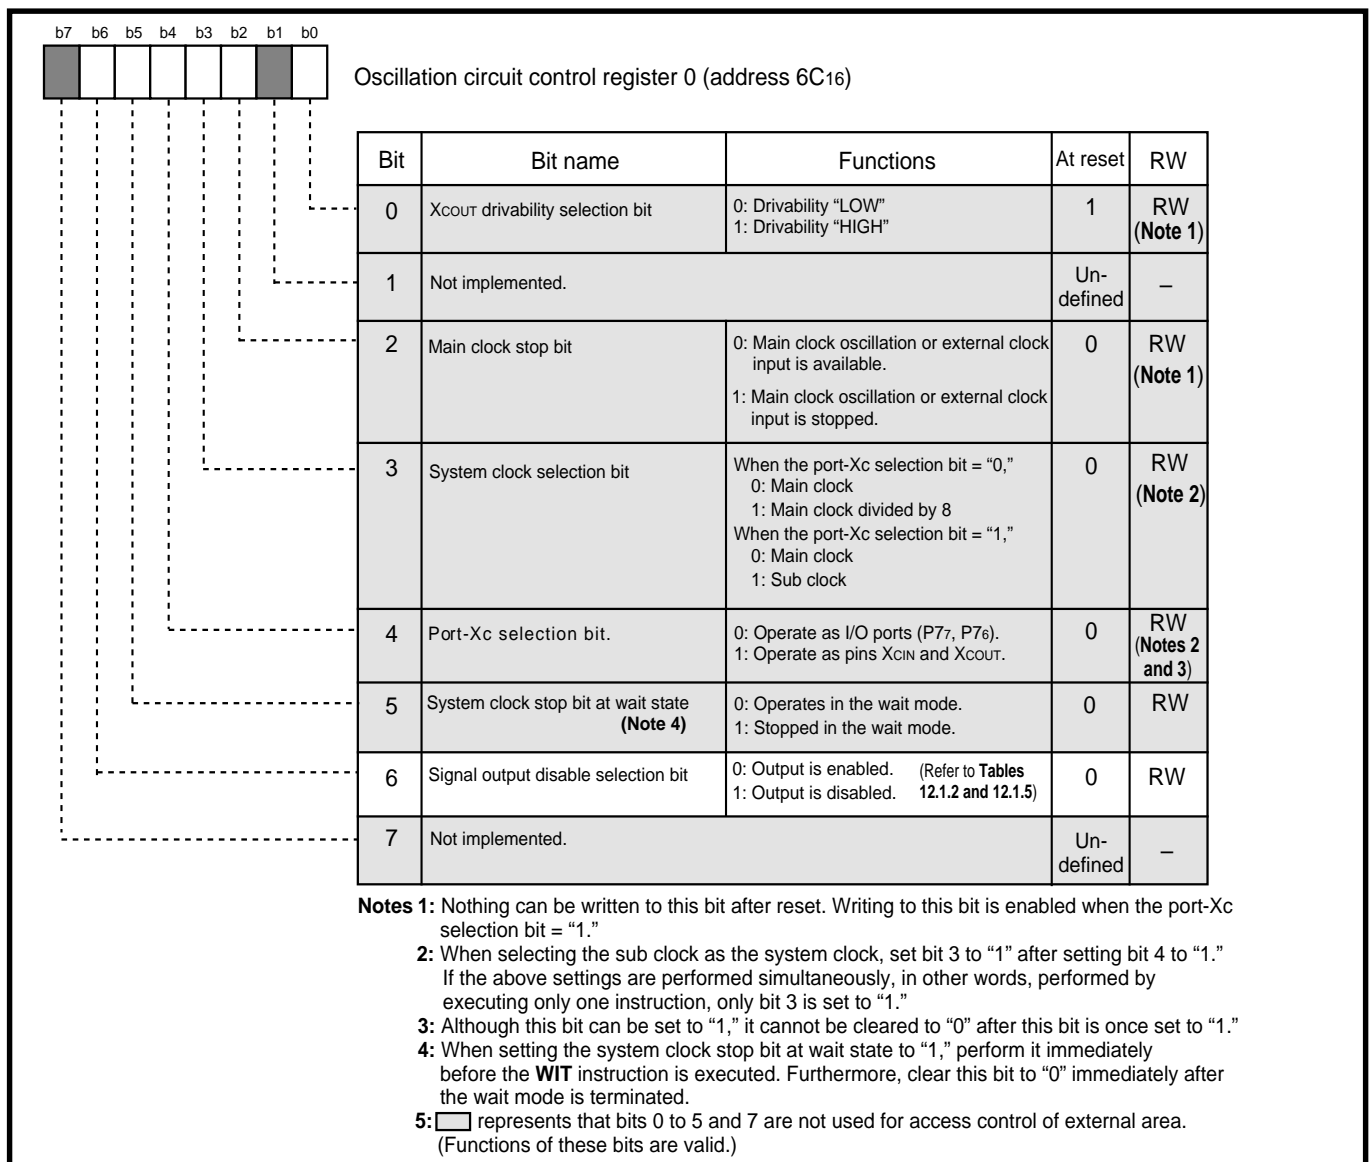 b7 b6 b5 b4 b3 b2 b1 b0
Oscillation circuit control register 0 (address 6C16)
Bit Bit name Functions At reset RW
0 XCOUT drivability selection bit 0: Drivability “LOW” 1 RW
1: Drivability “HIGH” (Note 1)
1 Not implemented. Un- –
defined
2 Main clock stop bit 0: Main clock oscillation or external clock 0 RW
input is available. (Note 1)
1: Main clock oscillation or external clock
input is stopped.
3 System clock selection bit When the port-Xc selection bit = “0,” 0 RW
0: Main clock (Note 2)
1: Main clock divided by 8
When the port-Xc selection bit = “1,”
0: Main clock
1: Sub clock
4 Port-Xc selection bit. 0: Operate as I/O ports (P77, P76). 0 RW
1: Operate as pins XCIN and XCOUT. (Notes 2
and 3)
5 System clock stop bit at wait state 0: Operates in the wait mode. 0 RW
(Note 4) 1: Stopped in the wait mode.
6 Signal output disable selection bit 0: Output is enabled. (Refer to Tables 0 RW
1: Output is disabled. 12.1.2 and 12.1.5)
7 Not implemented. Un- –
defined
Notes 1: Nothing can be written to this bit after reset. Writing to this bit is enabled when the port-Xc
selection bit = “1.”
2: When selecting the sub clock as the system clock, set bit 3 to “1” after setting bit 4 to “1.”
If the above settings are performed simultaneously, in other words, performed by
executing only one instruction, only bit 3 is set to “1.”
3: Although this bit can be set to “1,” it cannot be cleared to “0” after this bit is once set to “1.”
4: When setting the system clock stop bit at wait state to “1,” perform it immediately
before the WIT instruction is executed. Furthermore, clear this bit to “0” immediately after
the wait mode is terminated.
5: represents that bits 0 to 5 and 7 are not used for access control of external area.
(Functions of these bits are valid.)